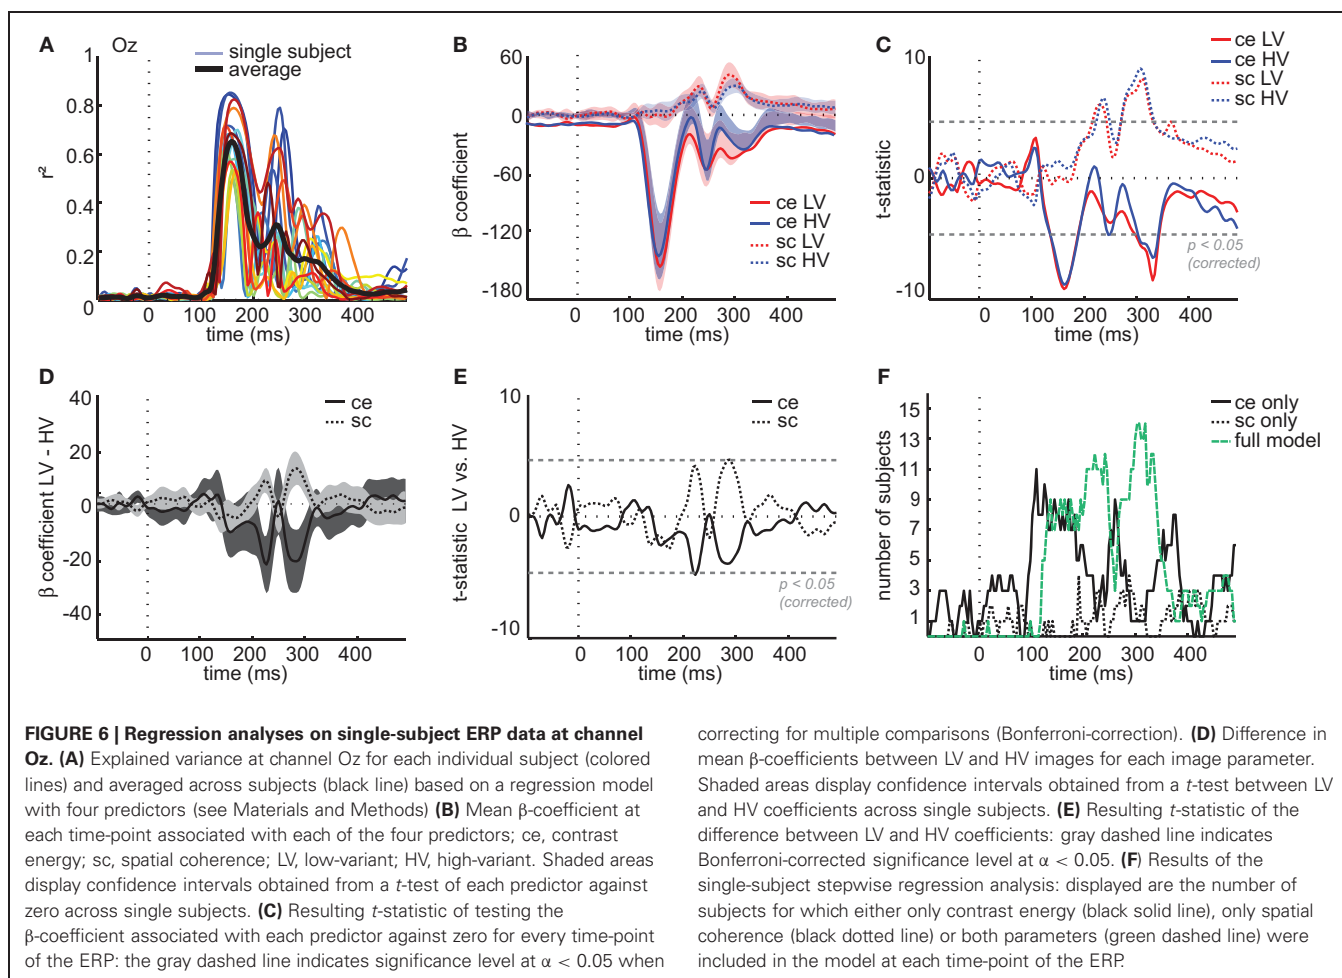 A
Oz
single subject
average
1
0.8
0.6
0.4
0.2
0
r²
0
100
200
300
400
time (ms)
B
60
0
-60
-120
-180
β coefficient
ce LV
ce HV
sc LV
sc HV
0
100
200
300
400
time (ms)
C
ce LV
ce HV
sc LV
sc HV
10
0
-10
t-statistic
p < 0.05
(corrected)
0
100
200
300
400
time (ms)
D
ce
sc
40
20
0
-20
-40
β coefficient LV - HV
0
100
200
300
400
time (ms)
E
ce
sc
10
0
-10
t-statistic LV vs. HV
p < 0.05
(corrected)
0
100
200
300
400
time (ms)
F
ce only
sc only
full model
15
13
11
9
7
5
3
1
number of subjects
0
100
200
300
400
time (ms)
FIGURE 6 | Regression analyses on single-subject ERP data at channel
Oz. (A) Explained variance at channel Oz for each individual subject (colored
lines) and averaged across subjects (black line) based on a regression model
with four predictors (see Materials and Methods) (B) Mean β-coefficient at
each time-point associated with each of the four predictors; ce, contrast
energy; sc, spatial coherence; LV, low-variant; HV, high-variant. Shaded areas
display confidence intervals obtained from a t-test of each predictor against
zero across single subjects. (C) Resulting t-statistic of testing the
β-coefficient associated with each predictor against zero for every time-point
of the ERP: the gray dashed line indicates significance level at α < 0.05 when
correcting for multiple comparisons (Bonferroni-correction). (D) Difference in
mean β-coefficients between LV and HV images for each image parameter.
Shaded areas display confidence intervals obtained from a t-test between LV
and HV coefficients across single subjects. (E) Resulting t-statistic of the
difference between LV and HV coefficients: gray dashed line indicates
Bonferroni-corrected significance level at α < 0.05. (F) Results of the
single-subject stepwise regression analysis: displayed are the number of
subjects for which either only contrast energy (black solid line), only spatial
coherence (black dotted line) or both parameters (green dashed line) were
included in the model at each time-point of the ERP.